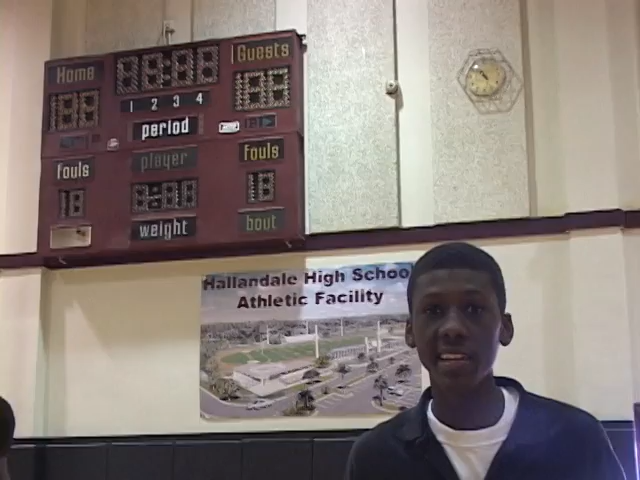 Home
Guests
1 2 3 4
period
fouls
player
Fouls
weight
bout
Hallandale High School
Athletic Facility